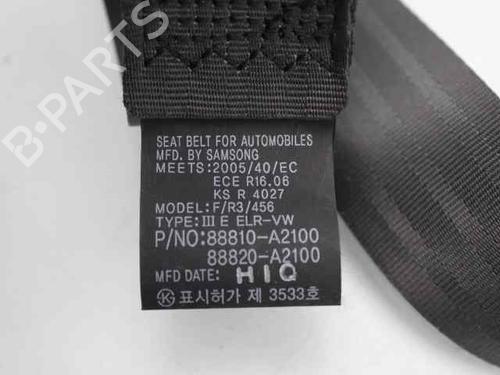 SEAT BELT FOR AUTOMOBILES
MFD. BY SAMSONG
MEETS:2005/40/EC
ECE R16.06
KS R 4027
MODEL:F/R3/456
TYPE:III E ELR-VW
P/NO:88810-A2100
88820-A2100
MFD DATE: H1Q
Ⓚ 표시허가 제 3533호
B-PARTS